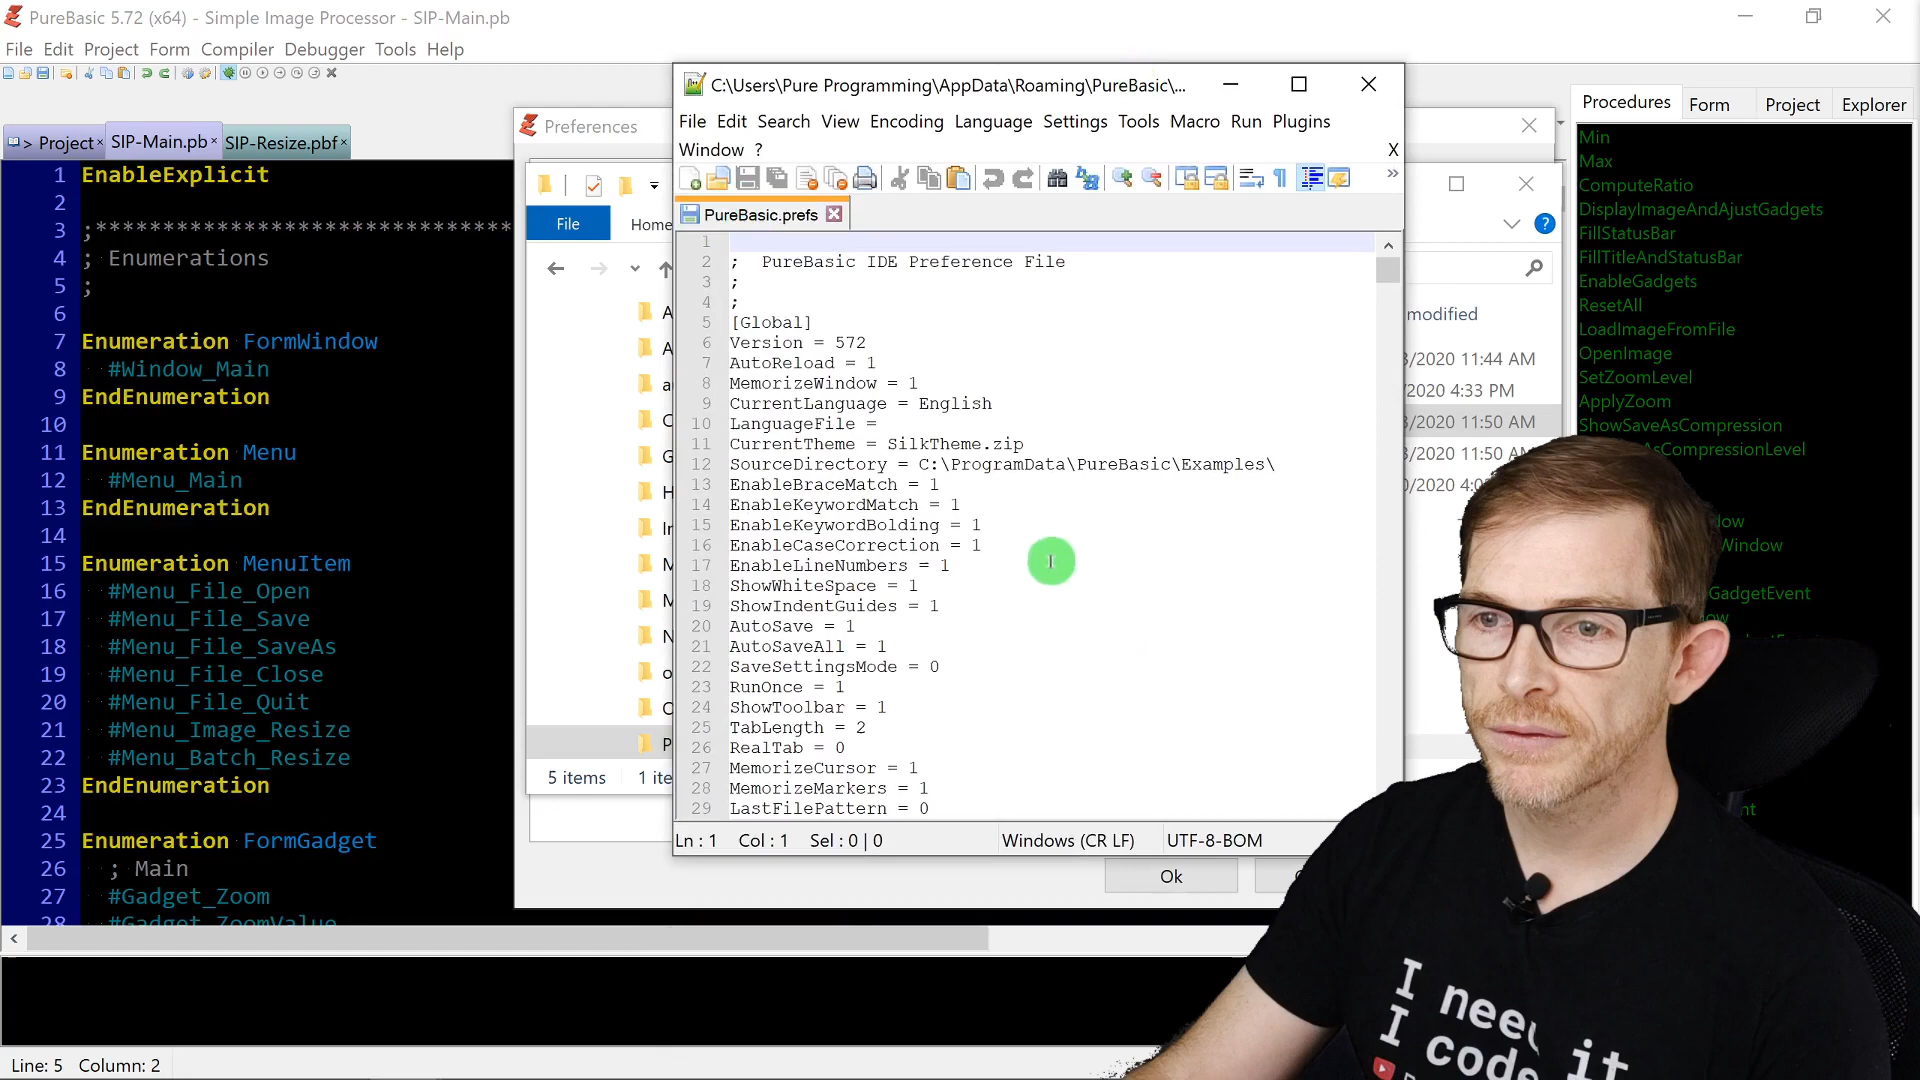 PureBasic 5.72 (x64) - Simple Image Processor - SIP-Main.pb
File Edit Project Form Compiler Debugger Tools Help
> Project
SIP-Main.pb
SIP-Resize.pbf
1 EnableExplicit
2
3 ;********************************
4 ; Enumerations
5 ;
6
7 Enumeration FormWindow
8 #Window_Main
9 EndEnumeration
10
11 Enumeration Menu
12 #Menu_Main
13 EndEnumeration
14
15 Enumeration MenuItem
16 #Menu_File_Open
17 #Menu_File_Save
18 #Menu_File_SaveAs
19 #Menu_File_Close
20 #Menu_File_Quit
21 #Menu_Image_Resize
22 #Menu_Batch_Resize
23 EndEnumeration
24
25 Enumeration FormGadget
26 ; Main
27 #Gadget_Zoom
28 #Gadget_ZoomValue
Line: 5 Column: 2
Preferences
File
Home
5 items
Ok
C:\Users\Pure Programming\AppData\Roaming\PureBasic\...
File Edit Search View Encoding Language Settings Tools Macro Run Plugins
Window ?
X
PureBasic.prefs
1
2 ; PureBasic IDE Preference File
3 ;
4 ;
5 [Global]
6 Version = 572
7 AutoReload = 1
8 MemorizeWindow = 1
9 CurrentLanguage = English
10 LanguageFile =
11 CurrentTheme = SilkTheme.zip
12 SourceDirectory = C:\ProgramData\PureBasic\Examples\
13 EnableBraceMatch = 1
14 EnableKeywordMatch = 1
15 EnableKeywordBolding = 1
16 EnableCaseCorrection = 1
17 EnableLineNumbers = 1
18 ShowWhiteSpace = 1
19 ShowIndentGuides = 1
20 AutoSave = 1
21 AutoSaveAll = 1
22 SaveSettingsMode = 0
23 RunOnce = 1
24 ShowToolbar = 1
25 TabLength = 2
26 RealTab = 0
27 MemorizeCursor = 1
28 MemorizeMarkers = 1
29 LastFilePattern = 0
Ln : 1 Col : 1 Sel : 0 | 0 Windows (CR LF) UTF-8-BOM
modified
/2020 11:44 AM
/2020 4:33 PM
/2020 11:50 AM
/2020 11:50 AM
Procedures
Form
Project
Explorer
Min
Max
ComputeRatio
DisplayImageAndAjustGadgets
FillStatusBar
FillTitleAndStatusBar
EnableGadgets
ResetAll
LoadImageFromFile
OpenImage
SetZoomLevel
ApplyZoom
ShowSaveAsCompression
AsCompressionLevel
Window
GadgetEvent
I need it
I code